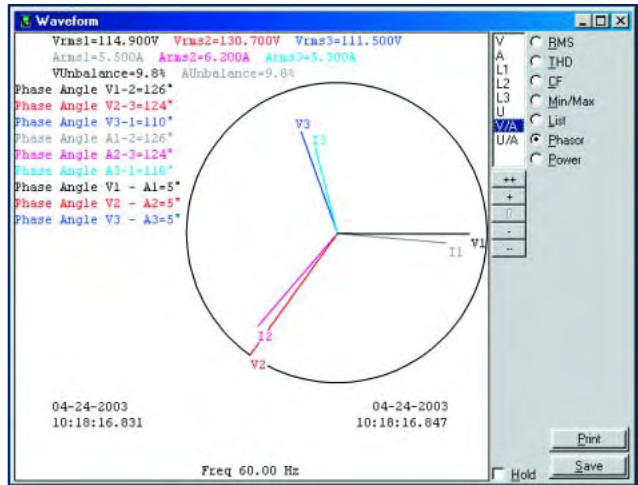 Waveform
Vrms1=114.900V Vrms2=130.700V Vrms3=111.500V
Arms1=5.500A Arms2=6.200A Arms3=5.300A
VUnbalance=9.8% AUnbalance=9.8%
Phase Angle V1-2=126°
Phase Angle V2-3=124°
Phase Angle V3-1=110°
Phase Angle A1-2=126°
Phase Angle A2-3=124°
Phase Angle A3-1=110°
Phase Angle V1 - A1=5°
Phase Angle V2 - A2=5°
Phase Angle V3 - A3=5°
V3
I3
V1
I1
I2
V2
04-24-2003
10:18:16.831
04-24-2003
10:18:16.847
Freq 60.00 Hz
V
A
L1
L2
L3
U
V/A
U/A
RMS
THD
CF
Min/Max
List
Phasor
Power
++
+
0
-
--
Print
Hold
Save